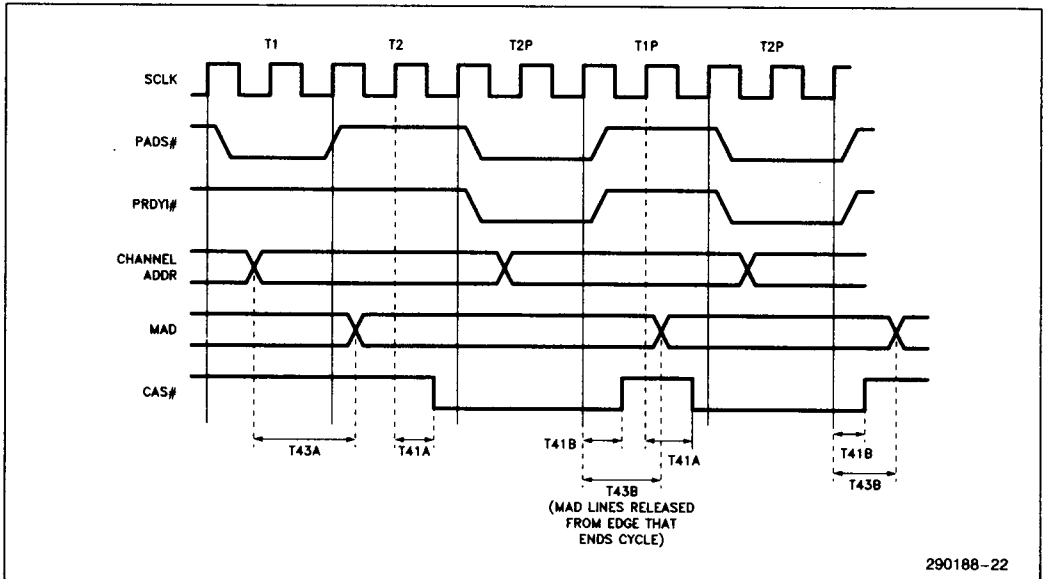 T1 T2 T2P T1P T2P
SCLK
PADS#
PRDYI#
CHANNEL
ADDR
MAD
CAS#
T43A T41A T41B T41A T41B
T43B T43B
(MAD LINES RELEASED
FROM EDGE THAT
ENDS CYCLE)
290188-22